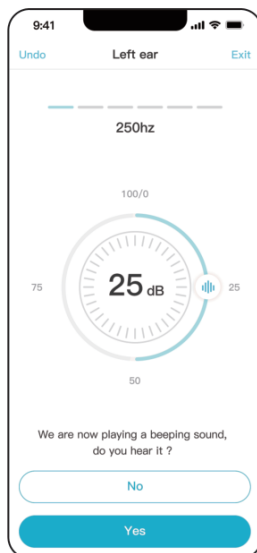 9:41
Undo Left ear Exit
250hz
100/0
75 25 dB 25
50
We are now playing a beeping sound,
do you hear it ?
No
Yes